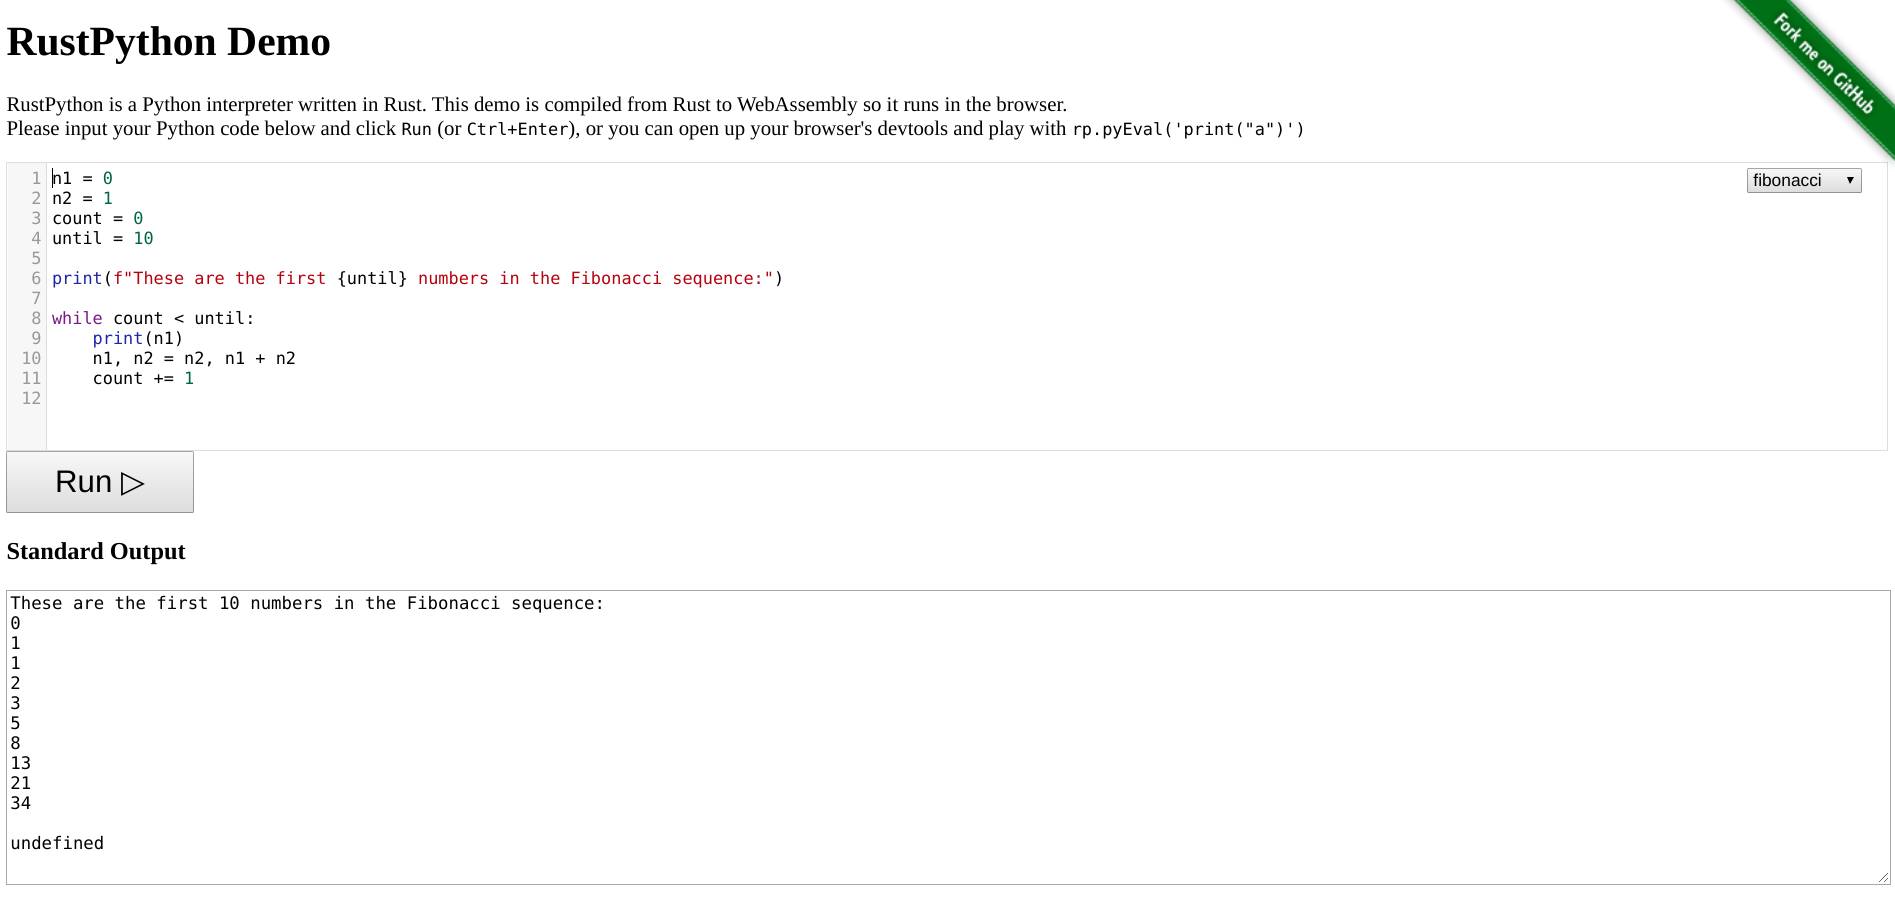 RustPython Demo
Fork me on GitHub
RustPython is a Python interpreter written in Rust. This demo is compiled from Rust to WebAssembly so it runs in the browser.
Please input your Python code below and click Run (or Ctrl+Enter), or you can open up your browser's devtools and play with rp.pyEval('print("a")')
fibonacci ▾
1 n1 = 0
2 n2 = 1
3 count = 0
4 until = 10
5
6 print(f"These are the first {until} numbers in the Fibonacci sequence:")
7
8 while count < until:
9     print(n1)
10     n1, n2 = n2, n1 + n2
11     count += 1
12
Run ▷
Standard Output
These are the first 10 numbers in the Fibonacci sequence:
0
1
1
2
3
5
8
13
21
34
undefined